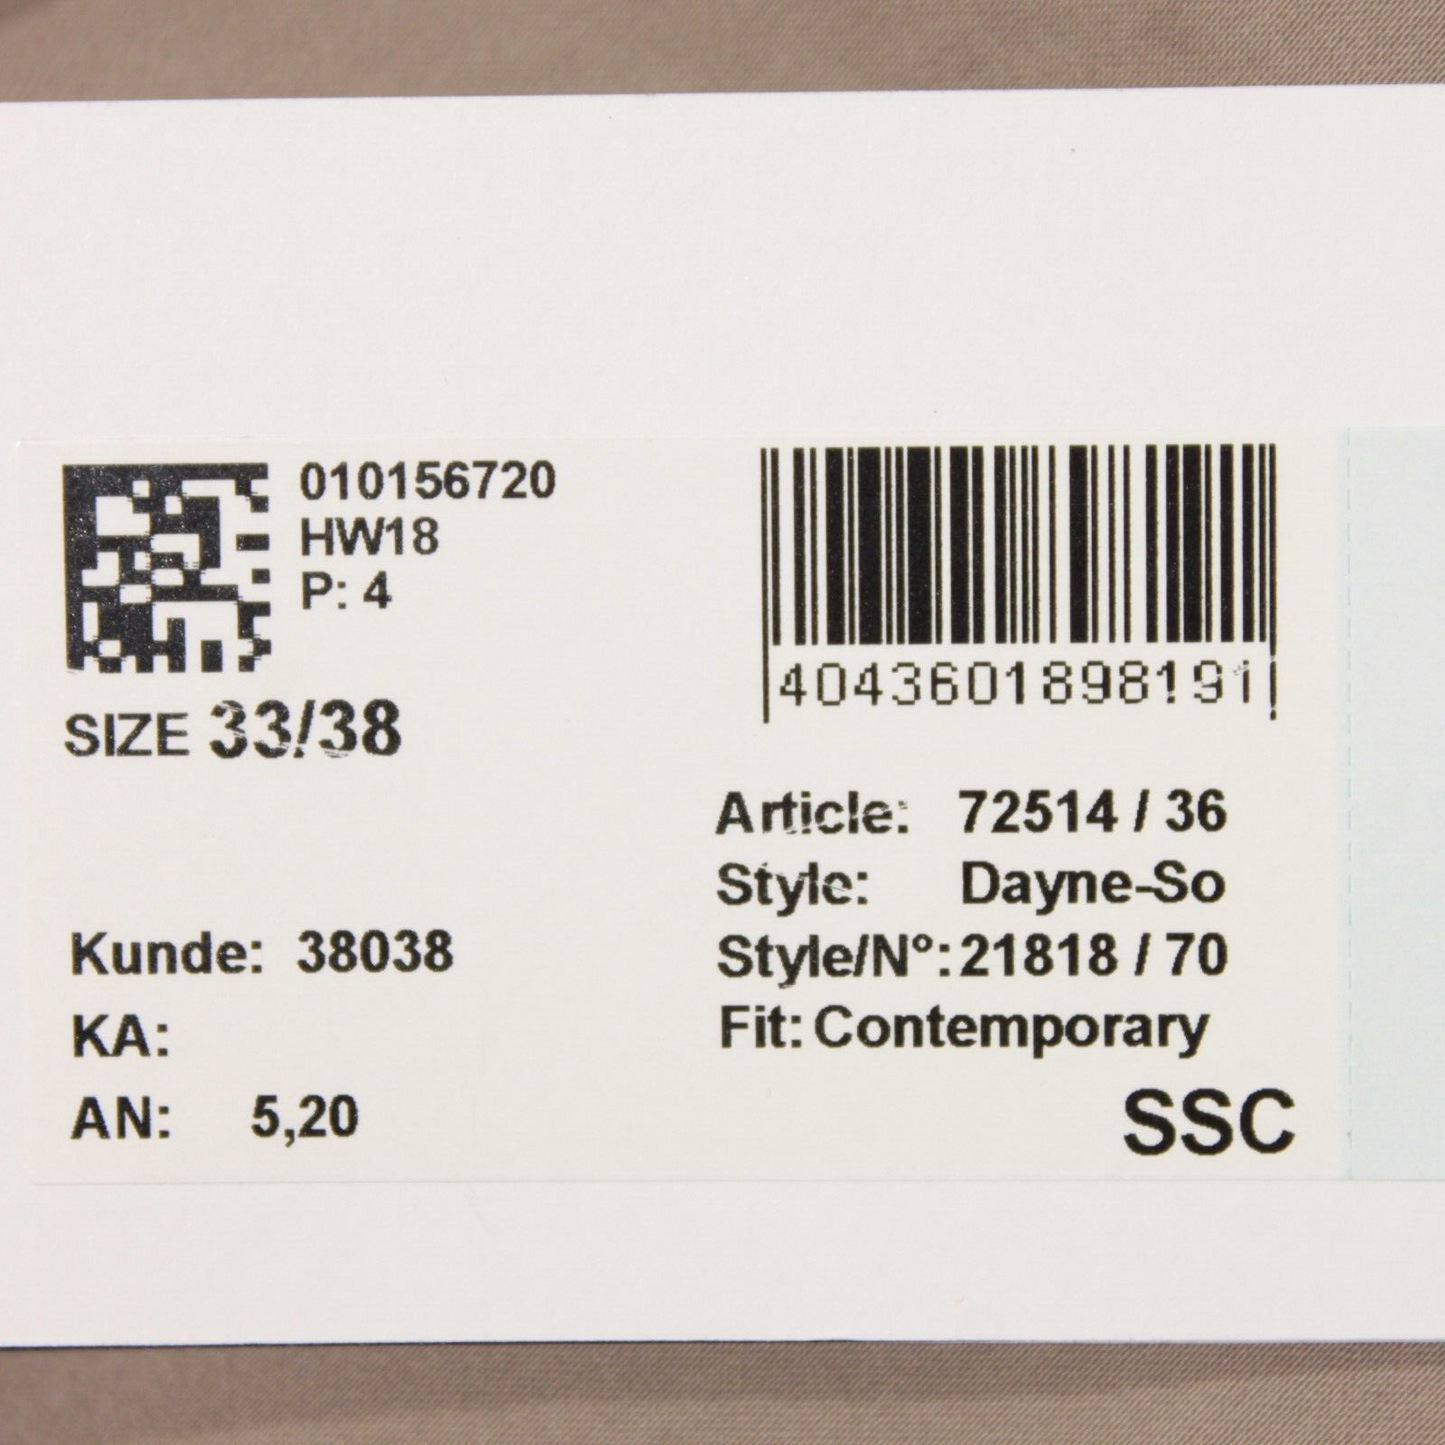 010156720
HW18
P: 4
SIZE 33/38
4043601898191
Article: 72514 / 36
Style: Dayne-So
Style/N°: 21818 / 70
Fit: Contemporary
SSC
Kunde: 38038
KA:
AN: 5,20